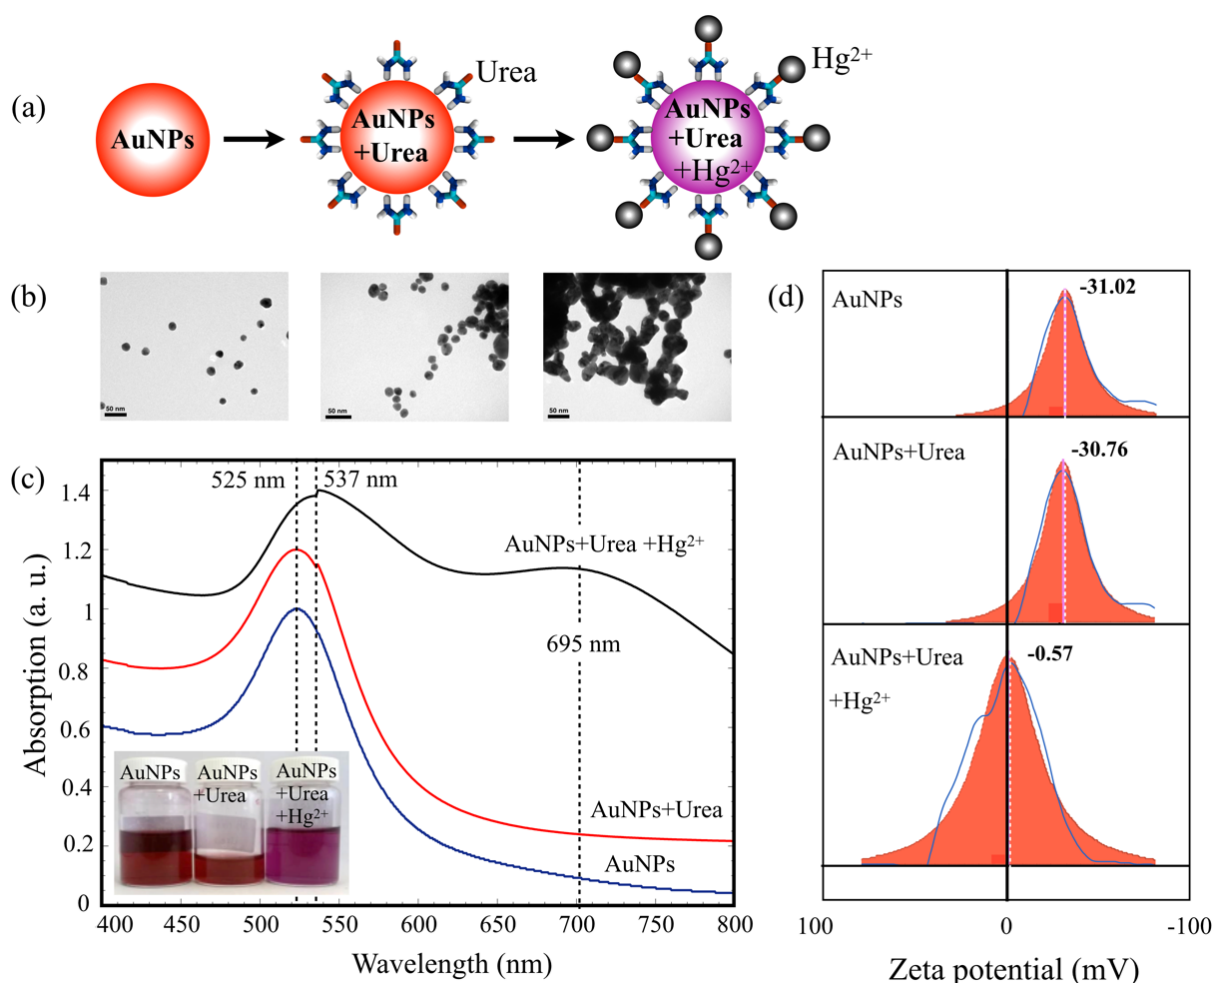 (a)
AuNPs
AuNPs
+Urea
Urea
AuNPs
+Urea
+Hg²⁺
Hg²⁺
(b)
50 nm
50 nm
50 nm
(c)
525 nm
537 nm
AuNPs+Urea +Hg²⁺
695 nm
AuNPs+Urea
AuNPs
AuNPs
AuNPs
+Urea
AuNPs
+Urea
+Hg²⁺
Absorption (a. u.)
1.4
1.2
1
0.8
0.6
0.4
0.2
0
400
450
500
550
600
650
700
750
800
Wavelength (nm)
(d)
AuNPs
-31.02
AuNPs+Urea
-30.76
AuNPs+Urea
+Hg²⁺
-0.57
100
0
-100
Zeta potential (mV)